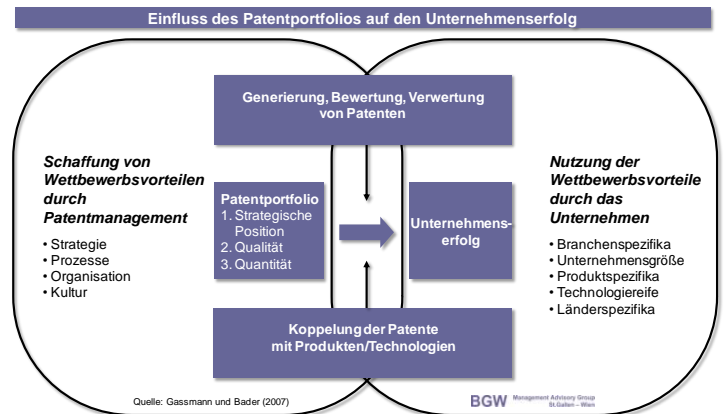 Einfluss des Patentportfolios auf den Unternehmenserfolg
Generierung, Bewertung, Verwertung
von Patenten
Schaffung von
Wettbewerbsvorteilen
durch
Patentmanagement
• Strategie
• Prozesse
• Organisation
• Kultur
Patentportfolio
1. Strategische
Position
2. Qualität
3. Quantität
Unternehmens-
erfolg
Nutzung der
Wettbewerbsvorteile
durch das
Unternehmen
• Branchenspezifika
• Unternehmensgröße
• Produktspezifika
• Technologiereife
• Länderspezifika
Koppelung der Patente
mit Produkten/Technologien
Quelle: Gassmann und Bader (2007)
BGW Management Advisory Group
St.Gallen – Wien